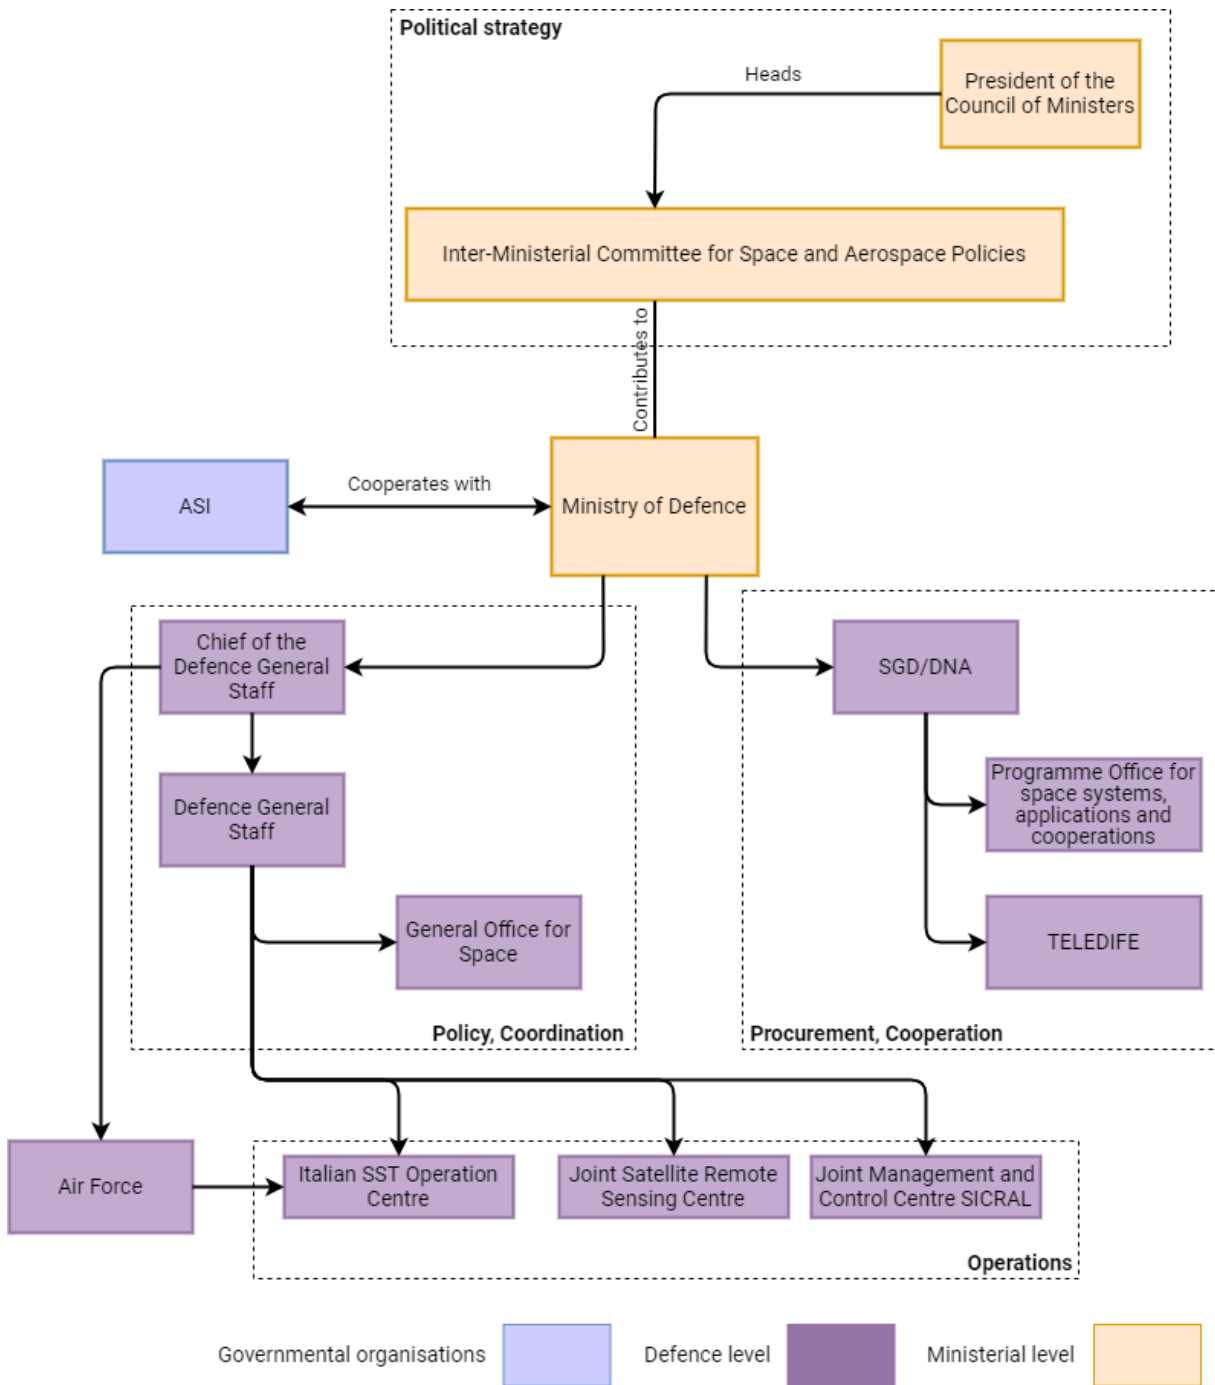 Political strategy
Heads
President of the
Council of Ministers
Inter-Ministerial Committee for Space and Aerospace Policies
Contributes to
ASI
Cooperates with
Ministry of Defence
Chief of the
Defence General
Staff
SGD/DNA
Defence General
Staff
Programme Office for
space systems,
applications and
cooperations
General Office for
Space
TELEDIFE
Policy, Coordination
Procurement, Cooperation
Air Force
Italian SST Operation
Centre
Joint Satellite Remote
Sensing Centre
Joint Management and
Control Centre SICRAL
Operations
Governmental organisations
Defence level
Ministerial level